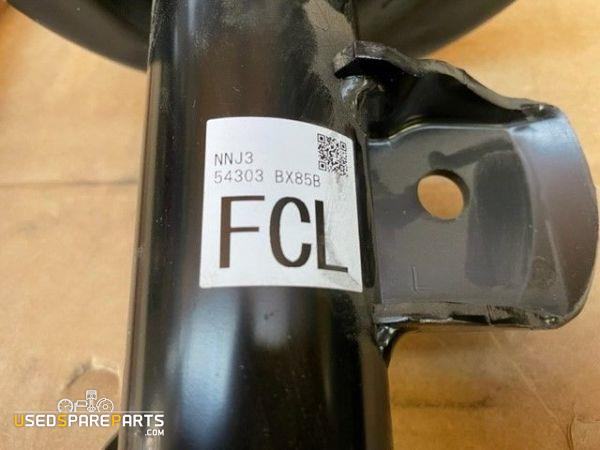 NNJ3
54303 BX85B
FCL
L
USEDSPAREPARTS
.COM